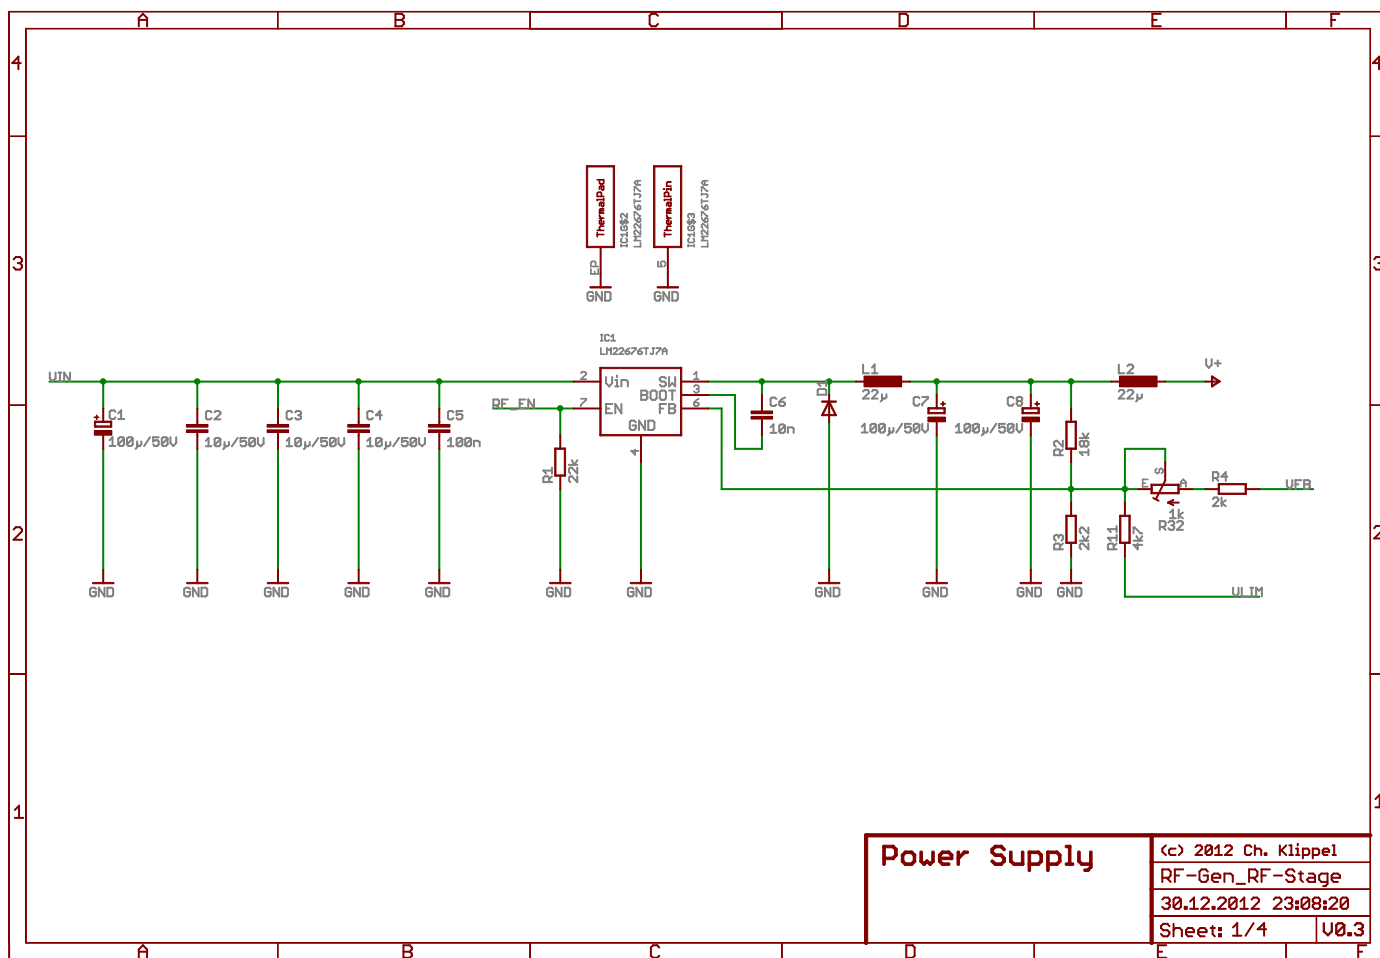 A B C D E F
4 4
ThermalPad
IC1G$2
LM22676TJ7A
ThermalPin
IC1G$3
LM22676TJ7A
3 3
EP 5
GND GND
IC1
LM22676TJ7A
VIN 2 Vin SW 1 L1 L2 V+
BOOT 3 D1 22µ 22µ
RF_EN 7 EN FB 6 C6 C7 C8
GND 10n 100µ/50V 100µ/50V
C1 C2 C3 C4 C5
100µ/50V 10µ/50V 10µ/50V 10µ/50V 100n
4 R2 18k
R1 22k
E S A R4 VFB
1k 2k
R32
2 R3 2k2 R11 4k7 2
GND GND GND GND GND GND GND GND GND GND GND
VLIM
1 1
Power Supply
(c) 2012 Ch. Klippel
RF-Gen_RF-Stage
30.12.2012 23:08:20
Sheet: 1/4 V0.3
A B C D E F